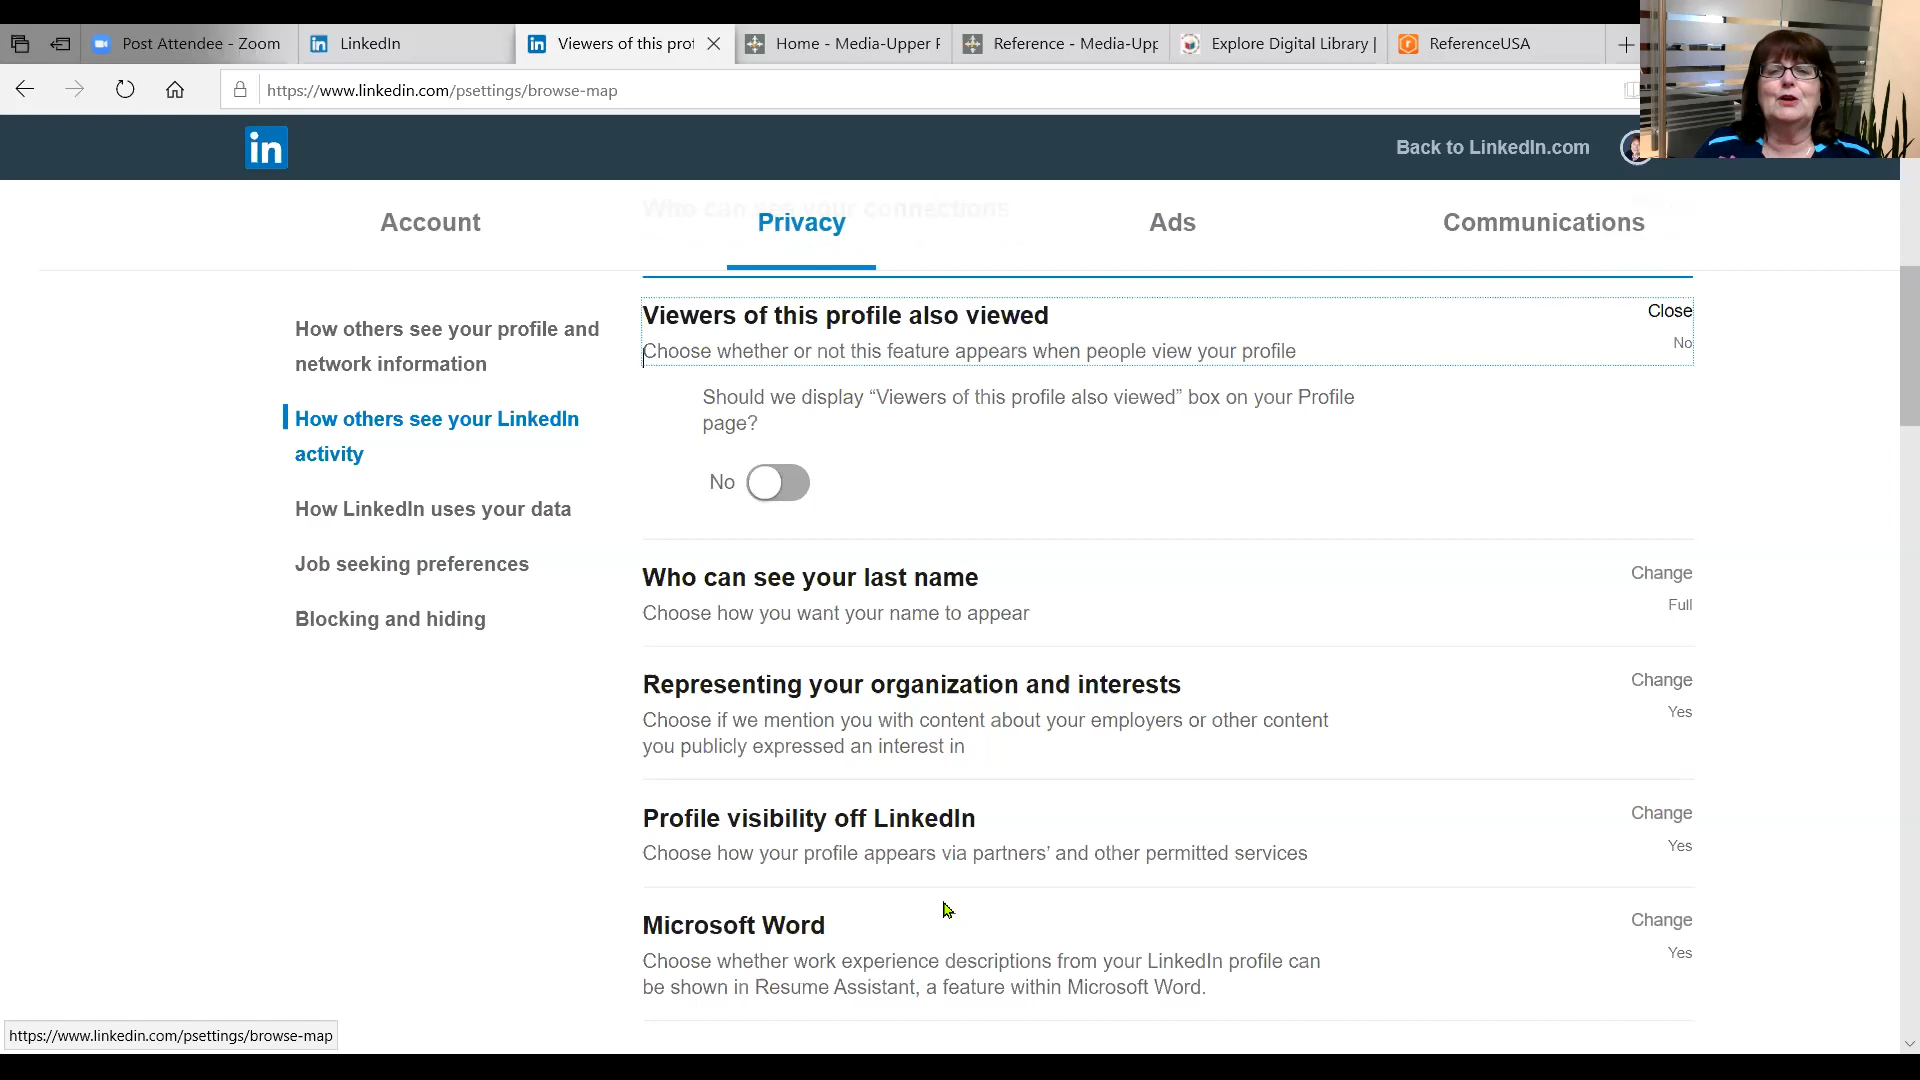 Post Attendee - Zoom
LinkedIn
Viewers of this prof
Home - Media-Upper P
Reference - Media-Upp
Explore Digital Library |
ReferenceUSA
https://www.linkedin.com/psettings/browse-map
in
Back to LinkedIn.com
Who can see your connections
Account
Privacy
Ads
Communications
How others see your profile and
network information
How others see your LinkedIn
activity
How LinkedIn uses your data
Job seeking preferences
Blocking and hiding
Viewers of this profile also viewed
Close
Choose whether or not this feature appears when people view your profile
No
Should we display “Viewers of this profile also viewed” box on your Profile
page?
No
Who can see your last name
Change
Choose how you want your name to appear
Full
Representing your organization and interests
Change
Choose if we mention you with content about your employers or other content
you publicly expressed an interest in
Yes
Profile visibility off LinkedIn
Change
Choose how your profile appears via partners’ and other permitted services
Yes
Microsoft Word
Change
Choose whether work experience descriptions from your LinkedIn profile can
be shown in Resume Assistant, a feature within Microsoft Word.
Yes
https://www.linkedin.com/psettings/browse-map